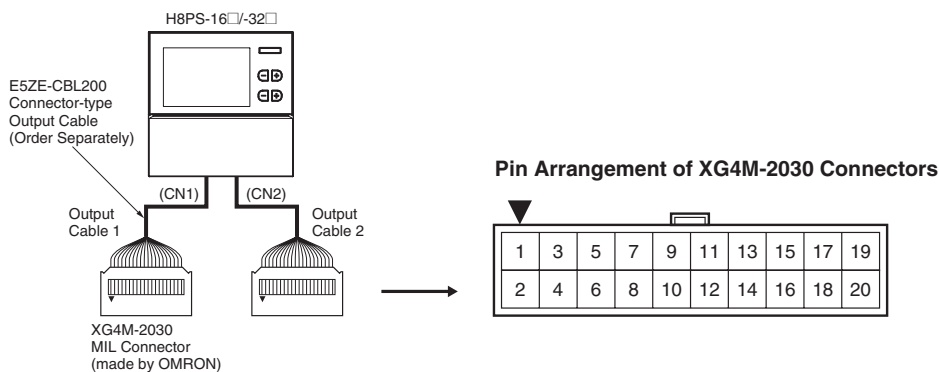 H8PS-16□/-32□
E5ZE-CBL200
Connector-type
Output Cable
(Order Separately)
(CN1)
(CN2)
Output
Cable 1
Output
Cable 2
XG4M-2030
MIL Connector
(made by OMRON)
Pin Arrangement of XG4M-2030 Connectors
1 3 5 7 9 11 13 15 17 19
2 4 6 8 10 12 14 16 18 20